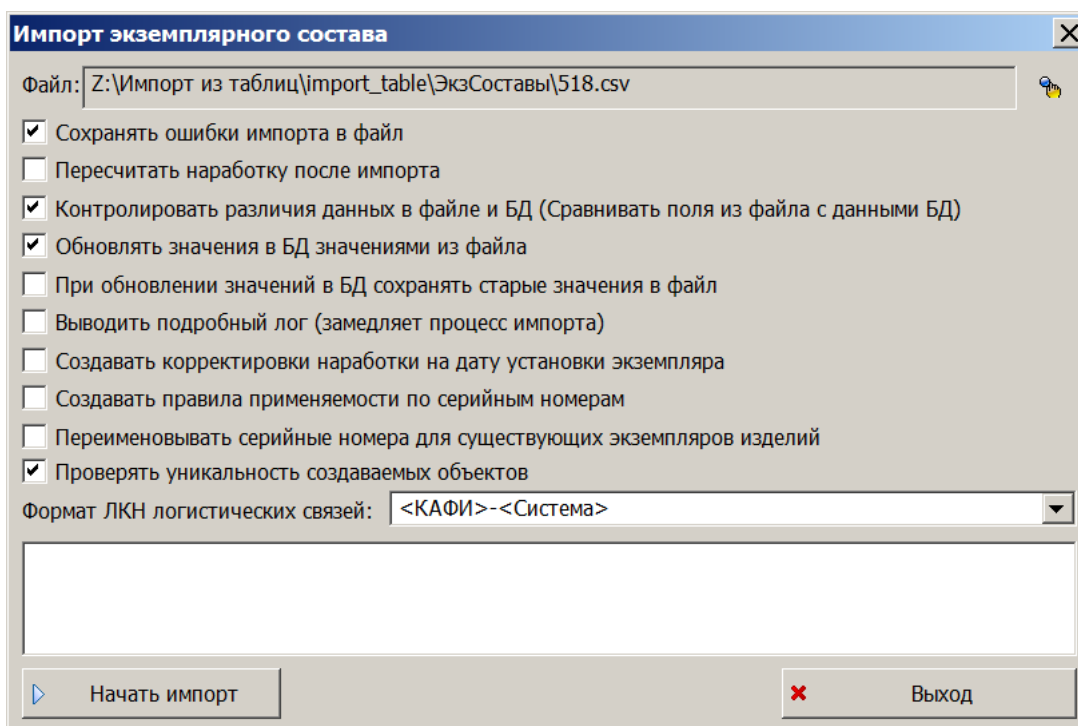 Импорт экземплярного состава
Файл: Z:\Импорт из таблиц\import_table\ЭкзСоставы\518.csv
Сохранять ошибки импорта в файл
Пересчитать наработку после импорта
Контролировать различия данных в файле и БД (Сравнивать поля из файла с данными БД)
Обновлять значения в БД значениями из файла
При обновлении значений в БД сохранять старые значения в файл
Выводить подробный лог (замедляет процесс импорта)
Создавать корректировки наработки на дату установки экземпляра
Создавать правила применяемости по серийным номерам
Переименовывать серийные номера для существующих экземпляров изделий
Проверять уникальность создаваемых объектов
Формат ЛКН логистических связей: <КАФИ>-<Система>
Начать импорт Выход